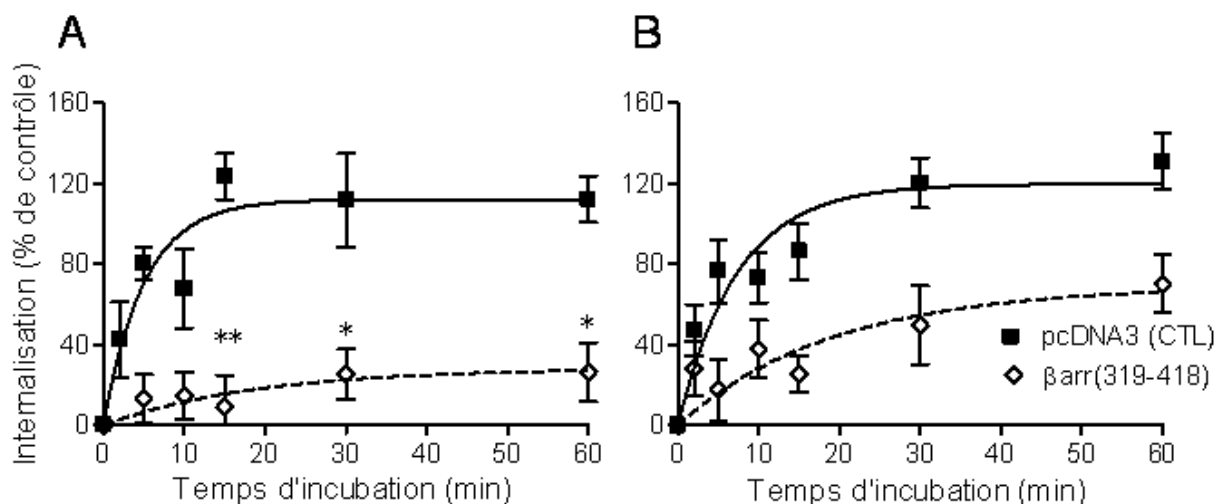 A
B
Internalisation (% de contrôle)
160
120
80
40
0
**
*
*
0 10 20 30 40 50 60
Temps d'incubation (min)
160
120
80
40
0
pcDNA3 (CTL)
βarr(319-418)
0 10 20 30 40 50 60
Temps d'incubation (min)